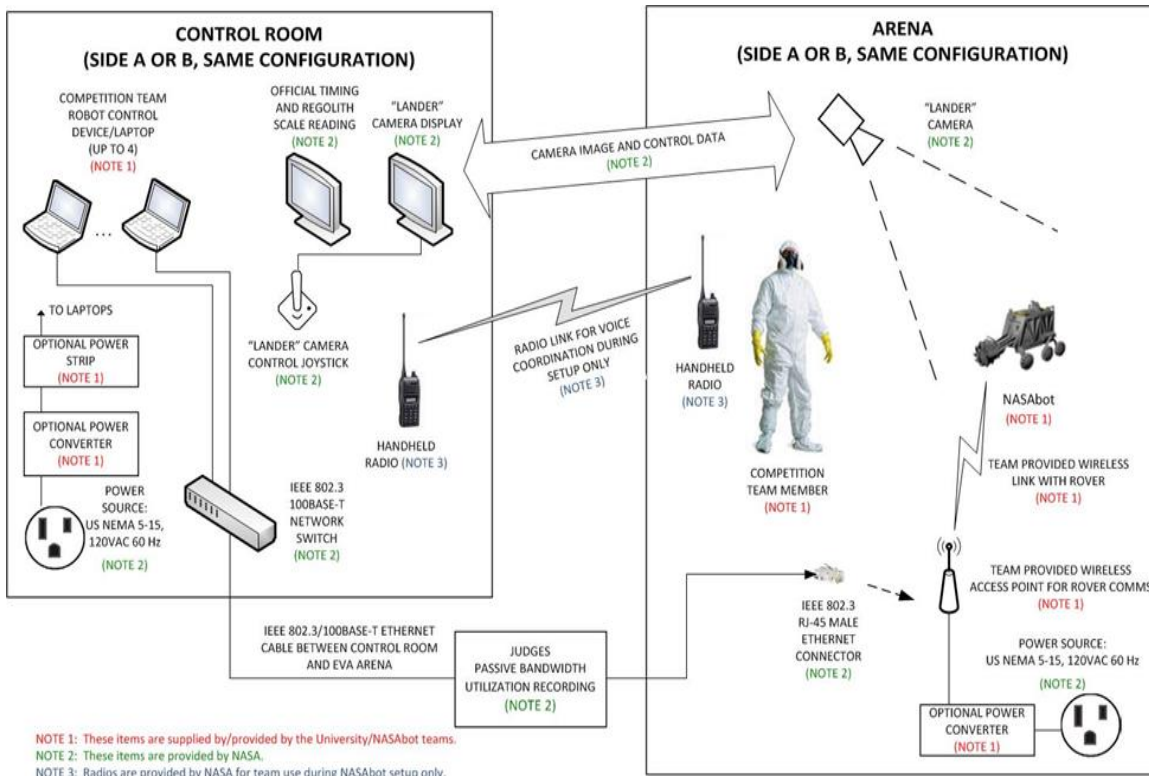 CONTROL ROOM
(SIDE A OR B, SAME CONFIGURATION)
COMPETITION TEAM
ROBOT CONTROL
DEVICE/LAPTOP
(UP TO 4)
(NOTE 1)
OFFICIAL TIMING
AND REGOLITH
SCALE READING
(NOTE 2)
"LANDER"
CAMERA DISPLAY
(NOTE 2)
...
TO LAPTOPS
OPTIONAL POWER
STRIP
(NOTE 1)
OPTIONAL POWER
CONVERTER
(NOTE 1)
POWER
SOURCE:
US NEMA 5-15,
120VAC 60 Hz
(NOTE 2)
"LANDER" CAMERA
CONTROL JOYSTICK
(NOTE 2)
HANDHELD
RADIO (NOTE 3)
IEEE 802.3
100BASE-T
NETWORK
SWITCH
(NOTE 2)
CAMERA IMAGE AND CONTROL DATA
(NOTE 2)
RADIO LINK FOR VOICE
COORDINATION DURING
SETUP ONLY
(NOTE 3)
ARENA
(SIDE A OR B, SAME CONFIGURATION)
"LANDER"
CAMERA
(NOTE 2)
HANDHELD
RADIO
(NOTE 3)
COMPETITION
TEAM MEMBER
(NOTE 1)
NASAbot
(NOTE 1)
TEAM PROVIDED WIRELESS
LINK WITH ROVER
(NOTE 1)
TEAM PROVIDED WIRELESS
ACCESS POINT FOR ROVER COMMS
(NOTE 1)
IEEE 802.3
RJ-45 MALE
ETHERNET
CONNECTOR
(NOTE 2)
POWER SOURCE:
US NEMA 5-15, 120VAC 60 Hz
(NOTE 2)
OPTIONAL POWER
CONVERTER
(NOTE 1)
IEEE 802.3/100BASE-T ETHERNET
CABLE BETWEEN CONTROL ROOM
AND EVA ARENA
JUDGES
PASSIVE BANDWIDTH
UTILIZATION RECORDING
(NOTE 2)
NOTE 1: These items are supplied by/provided by the University/NASAbot teams.
NOTE 2: These items are provided by NASA.
NOTE 3: Radios are provided by NASA for team use during NASAbot setup only.